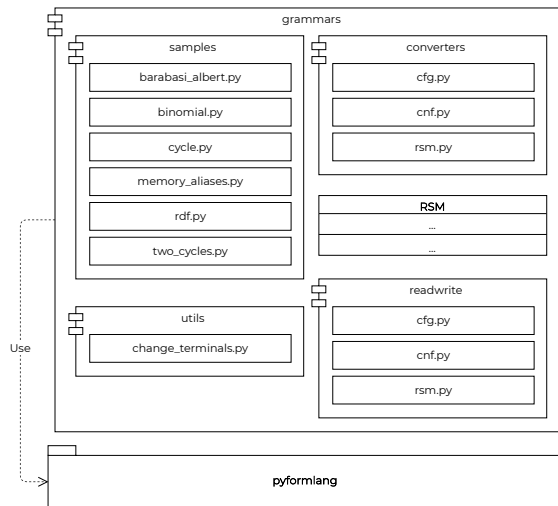 grammars
samples
barabasi_albert.py
binomial.py
cycle.py
memory_aliases.py
rdf.py
two_cycles.py
converters
cfg.py
cnf.py
rsm.py
RSM
...
...
utils
change_terminals.py
readwrite
cfg.py
cnf.py
rsm.py
Use
pyformlang